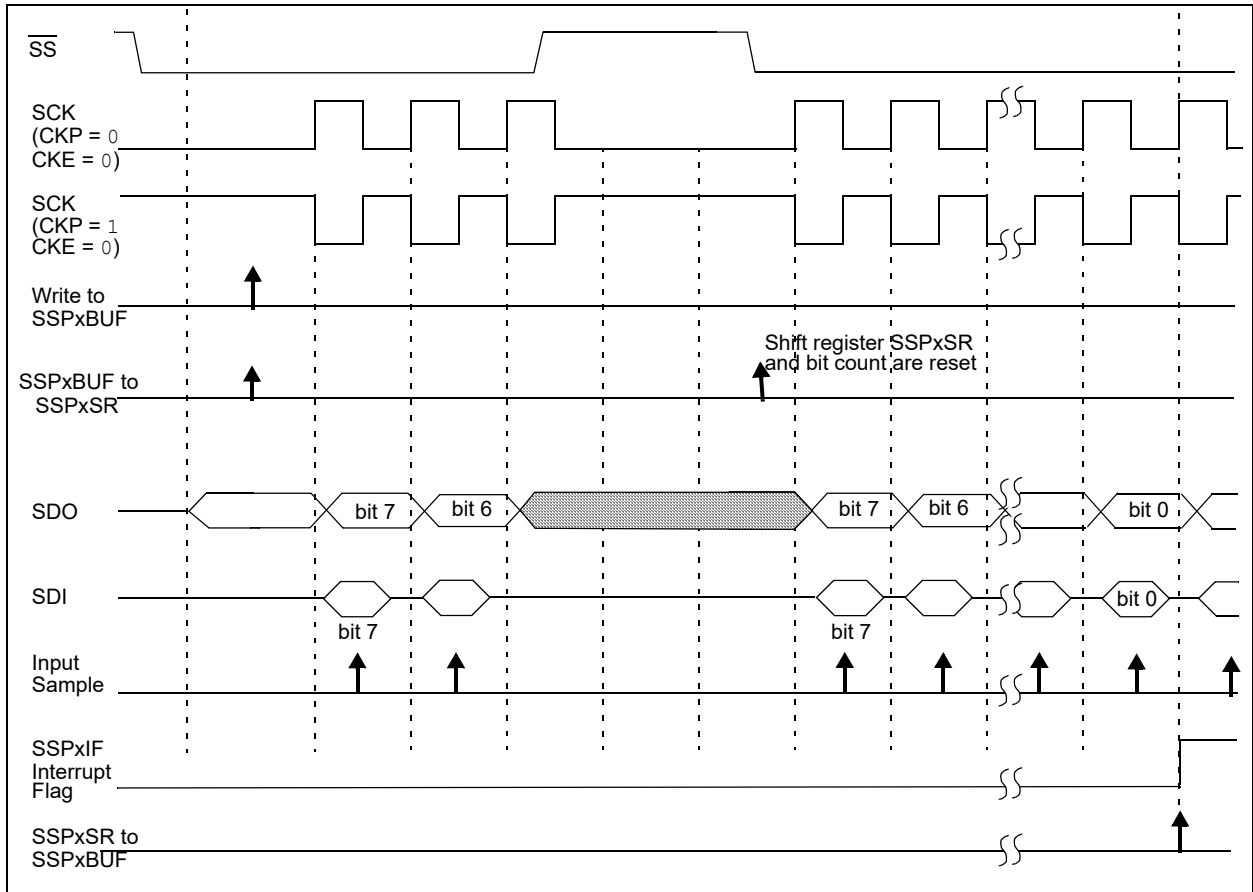 SS
SCK
(CKP = 0
CKE = 0)
SCK
(CKP = 1
CKE = 0)
Write to
SSPxBUF
Shift register SSPxSR
and bit count are reset
SSPxBUF to
SSPxSR
SDO
bit 7
bit 6
bit 7
bit 6
bit 0
SDI
bit 0
bit 7
bit 7
Input
Sample
SSPxIF
Interrupt
Flag
SSPxSR to
SSPxBUF